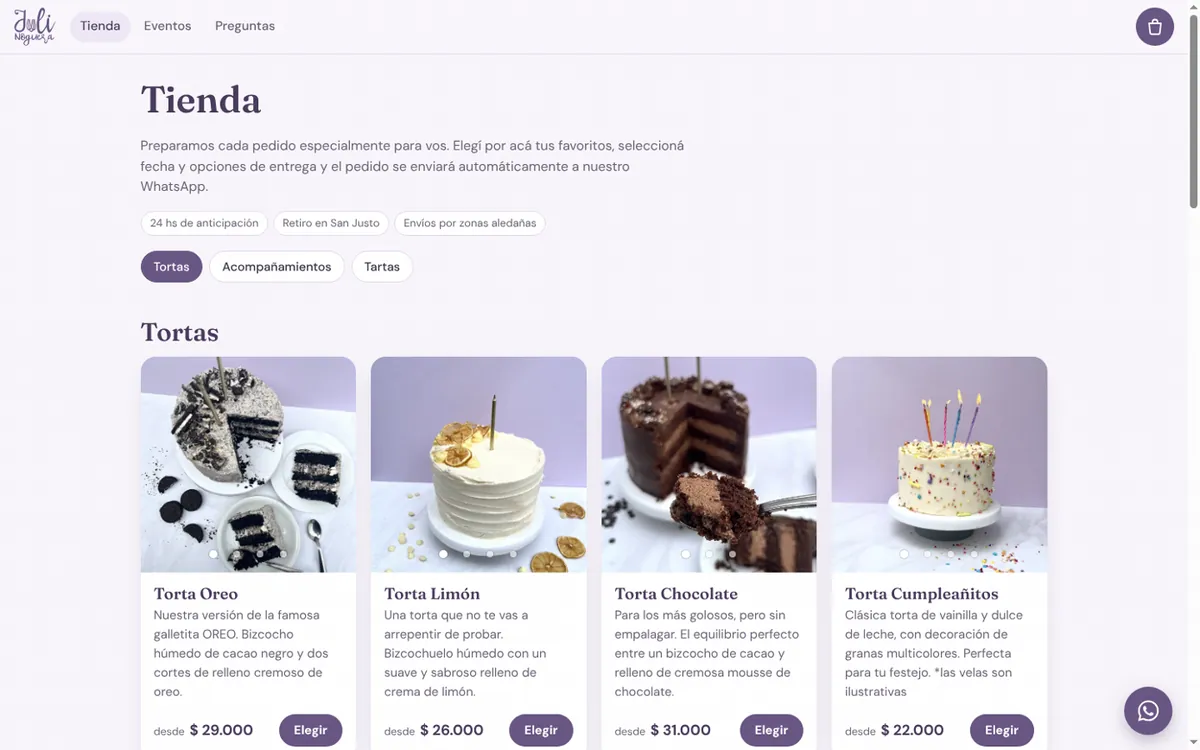 Juli
Noguera
Tienda
Eventos
Preguntas
Tienda
Preparamos cada pedido especialmente para vos. Elegí por acá tus favoritos, seleccioná
fecha y opciones de entrega y el pedido se enviará automáticamente a nuestro
WhatsApp.
24 hs de anticipación
Retiro en San Justo
Envíos por zonas aledañas
Tortas
Acompañamientos
Tartas
Tortas
Torta Oreo
Nuestra versión de la famosa
galletita OREO. Bizcocho
húmedo de cacao negro y dos
cortes de relleno cremoso de
oreo.
desde $ 29.000
Elegir
Torta Limón
Una torta que no te vas a
arrepentir de probar.
Bizcochuelo húmedo con un
suave y sabroso relleno de
crema de limón.
desde $ 26.000
Elegir
Torta Chocolate
Para los más golosos, pero sin
empalagar. El equilibrio perfecto
entre un bizcocho de cacao y
relleno de cremosa mousse de
chocolate.
desde $ 31.000
Elegir
Torta Cumpleañitos
Clásica torta de vainilla y dulce
de leche, con decoración de
granas multicolores. Perfecta
para tu festejo. *las velas son
ilustrativas
desde $ 22.000
Elegir